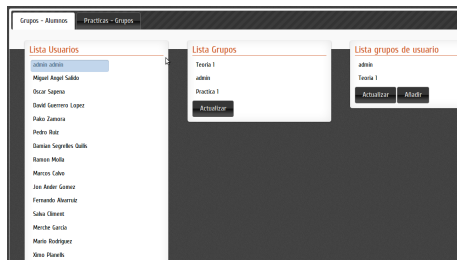 Grupos - Alumnos
Practicas - Grupos
Lista Usuarios
admin admin
Miguel Angel Salido
Oscar Sapena
David Guerrero Lopez
Pako Zamora
Pedro Ruiz
Damian Segrelles Quilis
Ramon Molla
Marcos Calvo
Jon Ander Gomez
Fernando Alvarruiz
Salva Climent
Merche Garcia
Mario Rodriguez
Ximo Planells
Lista Grupos
Teoria 1
admin
Practica 1
Actualizar
Lista grupos de usuario
admin
Teoria 1
Actualizar
Añadir